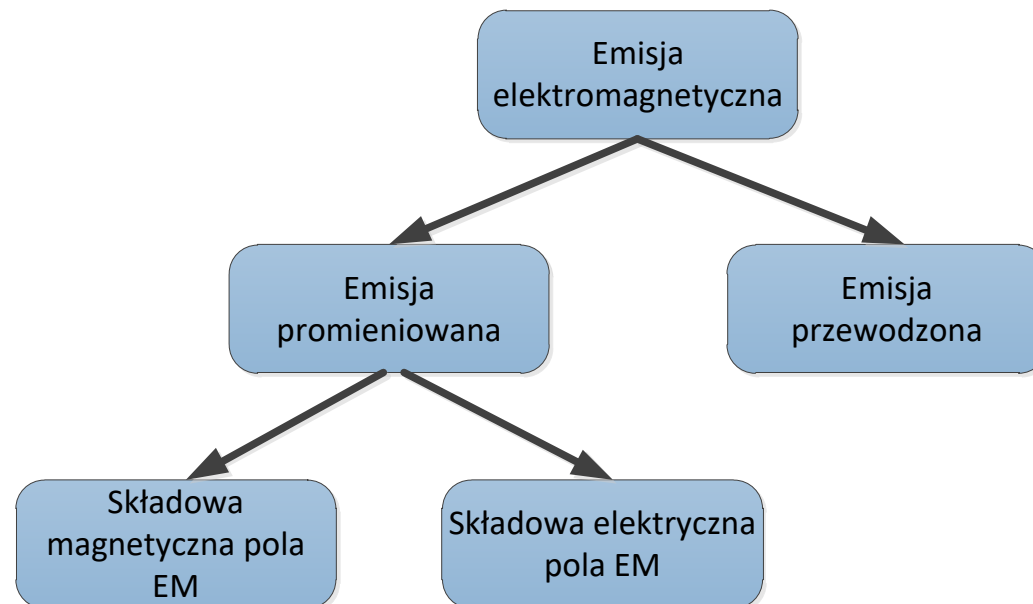 Emisja
elektromagnetyczna
Emisja
promieniowana
Emisja
przewodzona
Składowa
magnetyczna pola
EM
Składowa elektryczna
pola EM